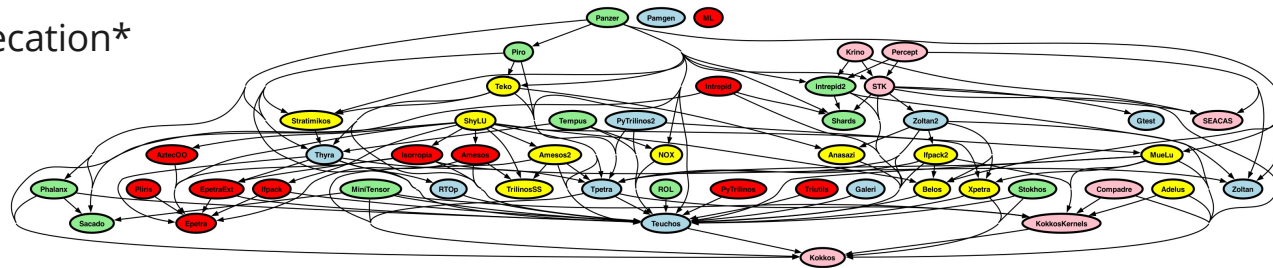 ecation*
Panzer Pamgen ML
Piro Krino Percept
Teko Intrepid Intrepid2 STK
Stratimikos ShyLU Tempus PyTrilinos2 Shards Zoltan2 Gtest SEACAS
AztecOO Thyra Isorropia Amesos Amesos2 NOX Anasazi Ifpack2 MueLu
Phalanx Pliris EpetraExt Ifpack MiniTensor RTOp TrilinosSS Tpetra ROL PyTrilinos Triutils Galeri Belos Xpetra Stokhos Compadre Adelus Zoltan
Sacado Epetra Teuchos KokkosKernels
Kokkos